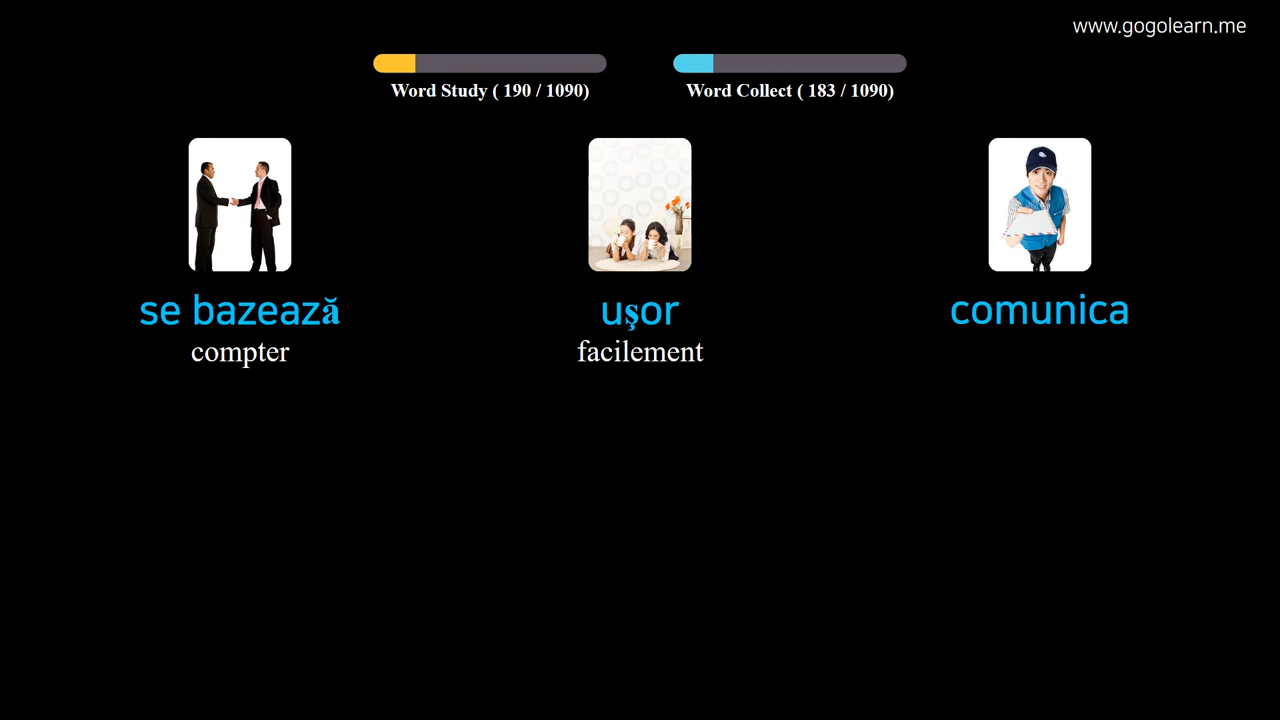 www.gogolearn.me
Word Study ( 190 / 1090)
Word Collect ( 183 / 1090)
se bazează
uşor
comunica
compter
facilement